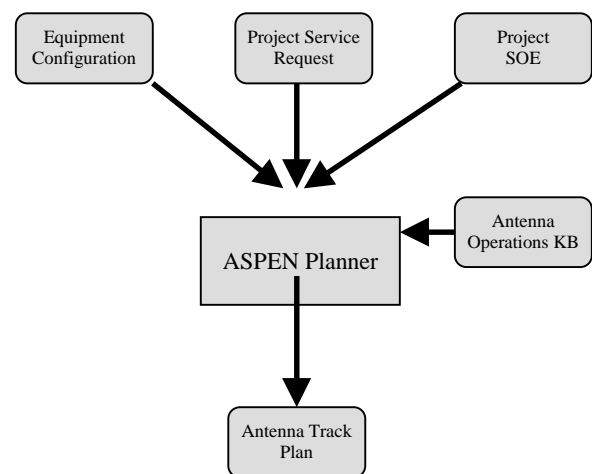 Equipment
Configuration
Project Service
Request
Project
SOE
ASPEN Planner
Antenna
Operations KB
Antenna Track
Plan